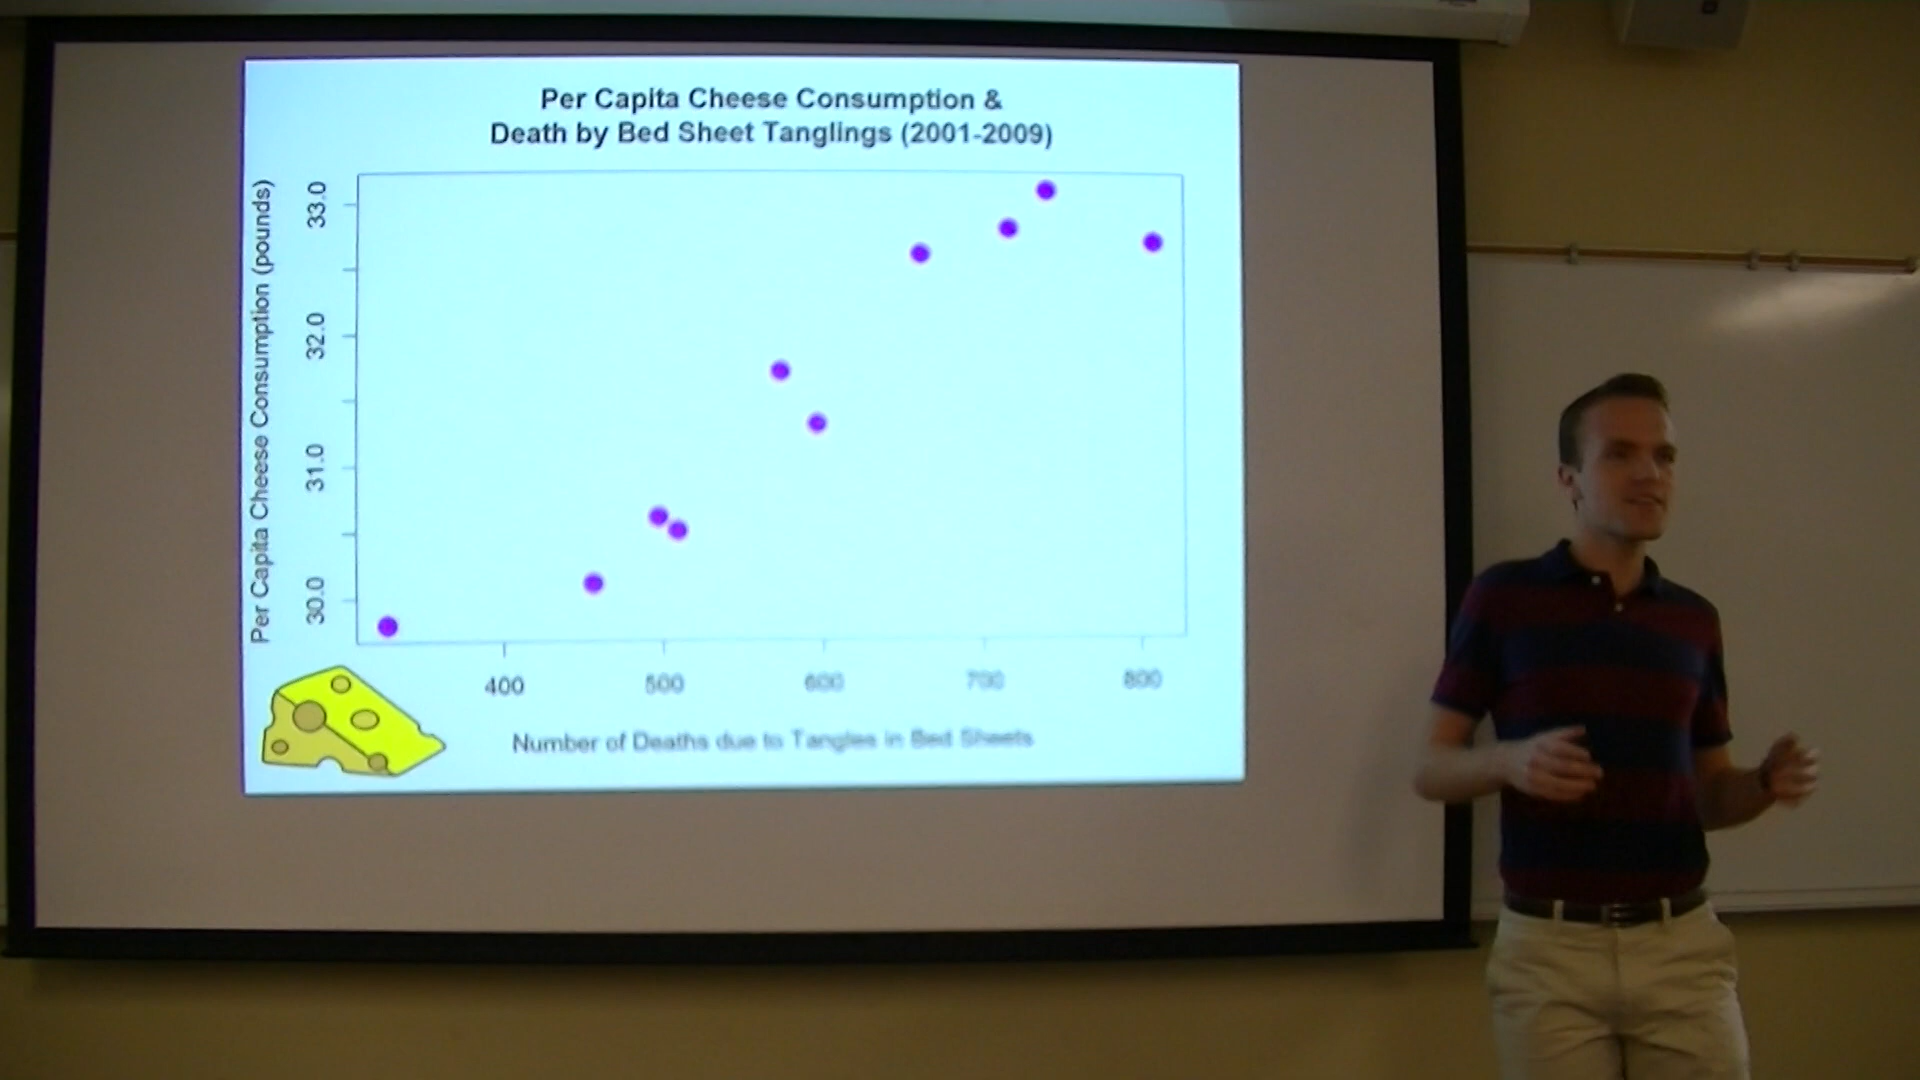 Per Capita Cheese Consumption &
Death by Bed Sheet Tanglings (2001-2009)
Per Capita Cheese Consumption (pounds)
33.0
32.0
31.0
30.0
400
500
600
700
800
Number of Deaths due to Tangles in Bed Sheets